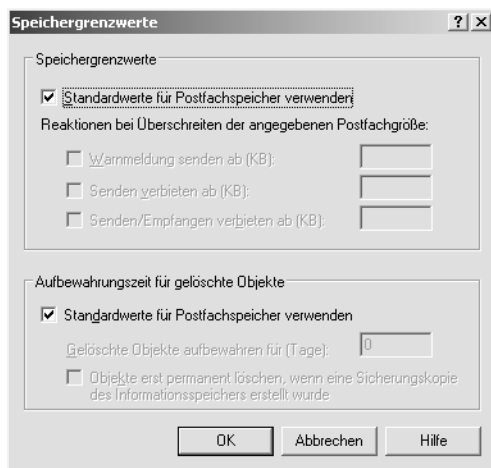 Speichergrenzwerte
Speichergrenzwerte
Standardwerte für Postfachspeicher verwenden
Reaktionen bei Überschreiten der angegebenen Postfachgröße:
Warnmeldung senden ab (KB):
Senden verbieten ab (KB):
Senden/Empfangen verbieten ab (KB):
Aufbewahrungszeit für gelöschte Objekte
Standardwerte für Postfachspeicher verwenden
Gelöschte Objekte aufbewahren für (Tage): 0
Objekte erst permanent löschen, wenn eine Sicherungskopie
des Informationsspeichers erstellt wurde
OK Abbrechen Hilfe